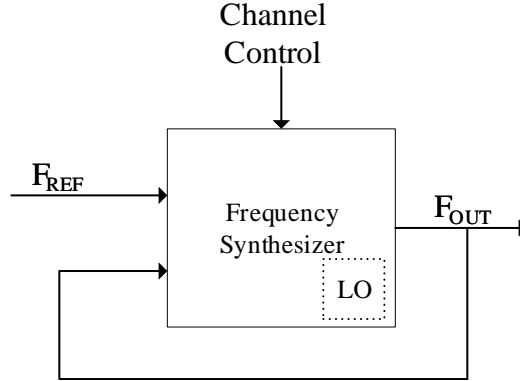 Channel
Control
FREF
Frequency
Synthesizer
FOUT
LO